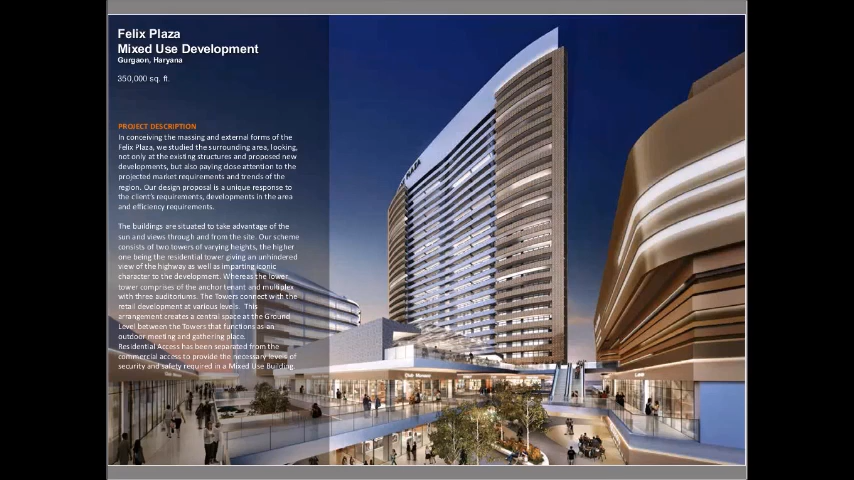 Felix Plaza
Mixed Use Development
Gurgaon, Haryana
350,000 sq. ft.
PROJECT DESCRIPTION
In conceiving the massing and external forms of the
Felix Plaza, we studied the surrounding area, looking,
not only at the existing structures and proposed new
developments, but also paying close attention to the
projected market requirements and trends of the
region. Our design proposal is a unique response to
the client's requirements, developments in the area
and efficiency requirements.
The buildings are situated to take advantage of the
sun and views through and from the site. Our scheme
consists of two towers of varying heights, the higher
one being the residential tower giving an unhindered
view of the highway as well as imparting iconic
character to the development. Whereas the lower
tower comprises of the anchor tenant and multiplex
with three auditoriums. The Towers connect with the
retail development at various levels. This
arrangement creates a central space at the Ground
Level between the Towers that functions as an
outdoor meeting and gathering place.
Residential Access has been separated from the
commercial access to provide the necessary levels of
security and safety required in a Mixed Use Building.